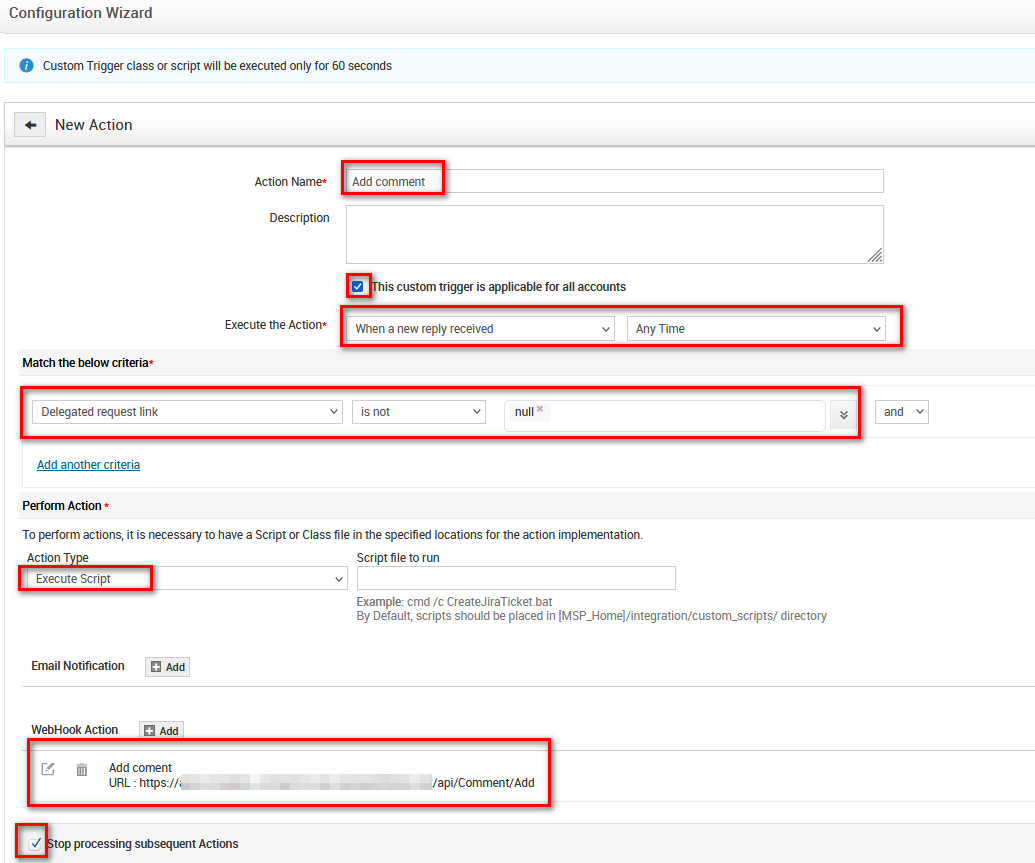 Configuration Wizard
Custom Trigger class or script will be executed only for 60 seconds
New Action
Action Name*
Add comment
Description
This custom trigger is applicable for all accounts
Execute the Action*
When a new reply received
Any Time
Match the below criteria*
Delegated request link
is not
null
and
Add another criteria
Perform Action *
To perform actions, it is necessary to have a Script or Class file in the specified locations for the action implementation.
Action Type
Script file to run
Execute Script
Example: cmd /c CreateJiraTicket.bat
By Default, scripts should be placed in [MSP_Home]/integration/custom_scripts/ directory
Email Notification
Add
WebHook Action
Add
Add coment
URL : https:// /api/Comment/Add
Stop processing subsequent Actions